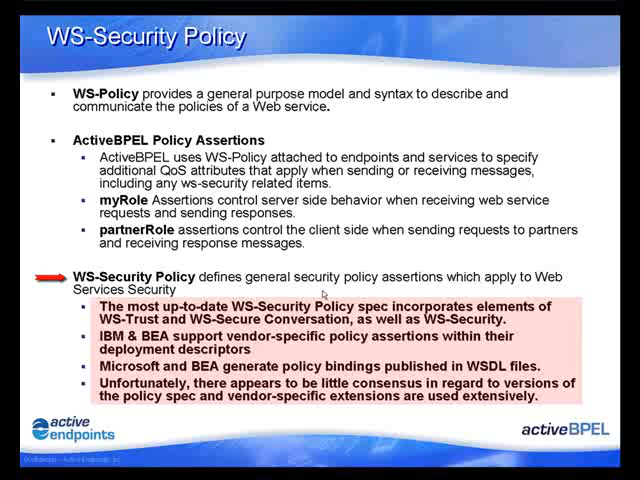 WS-Security Policy
▪ WS-Policy provides a general purpose model and syntax to describe and
communicate the policies of a Web service.
▪ ActiveBPEL Policy Assertions
▪ ActiveBPEL uses WS-Policy attached to endpoints and services to specify
additional QoS attributes that apply when sending or receiving messages,
including any ws-security related items.
▪ myRole Assertions control server side behavior when receiving web service
requests and sending responses.
▪ partnerRole assertions control the client side when sending requests to partners
and receiving response messages.
WS-Security Policy defines general security policy assertions which apply to Web
Services Security
▪ The most up-to-date WS-Security Policy spec incorporates elements of
WS-Trust and WS-Secure Conversation, as well as WS-Security.
▪ IBM & BEA support vendor-specific policy assertions within their
deployment descriptors
▪ Microsoft and BEA generate policy bindings published in WSDL files.
▪ Unfortunately, there appears to be little consensus in regard to versions of
the policy spec and vendor-specific extensions are used extensively.
active
endpoints
activeBPEL